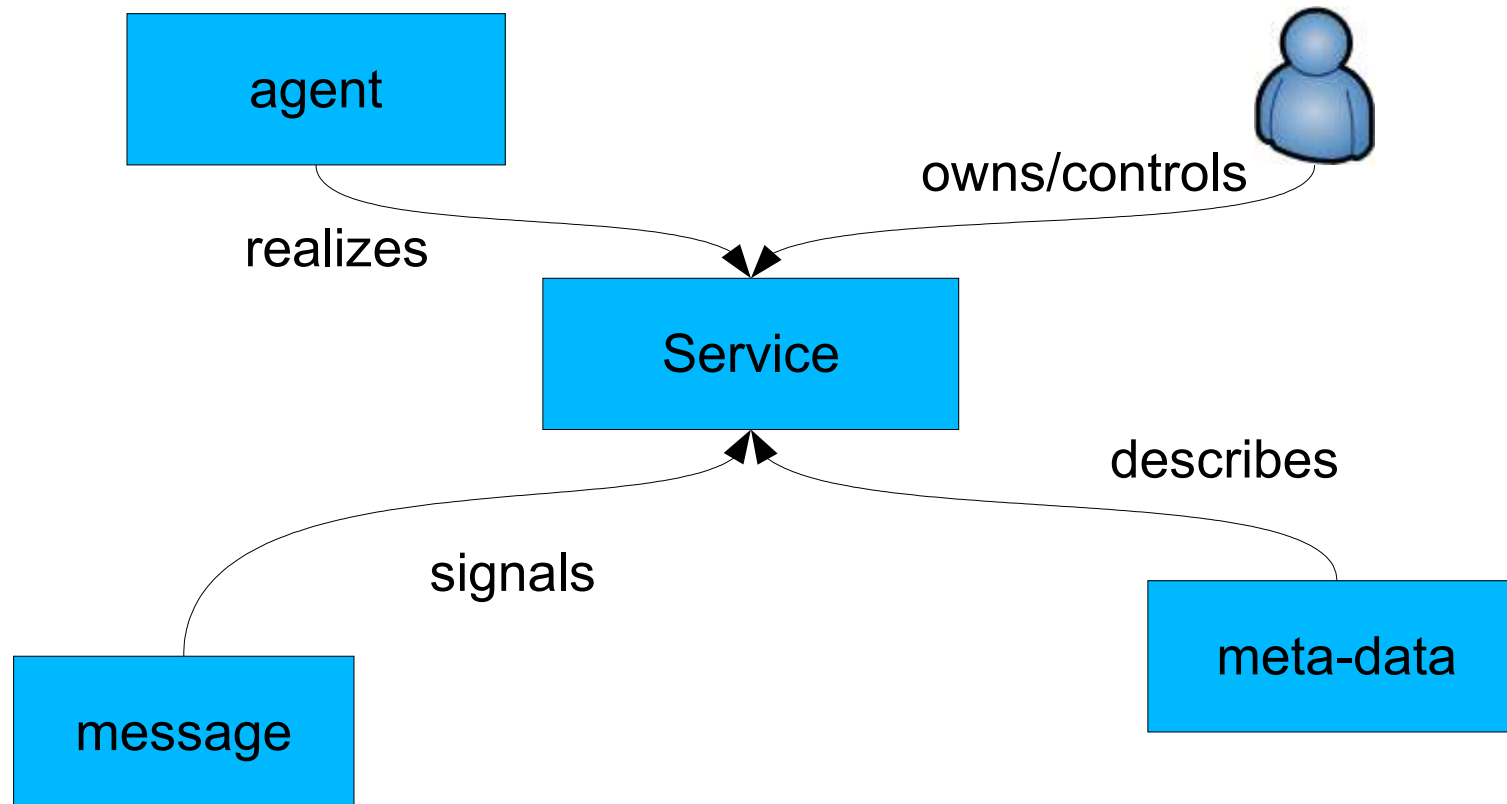 agent
owns/controls
realizes
Service
describes
signals
meta-data
message